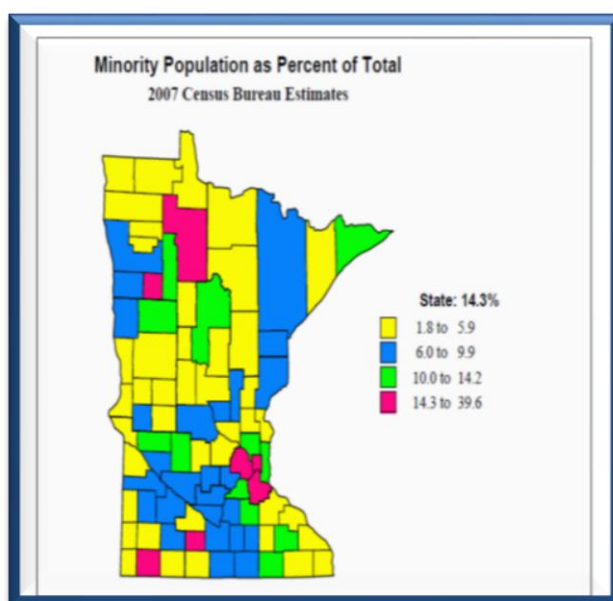 Minority Population as Percent of Total
2007 Census Bureau Estimates
State: 14.3%
1.8 to 5.9
6.0 to 9.9
10.0 to 14.2
14.3 to 39.6